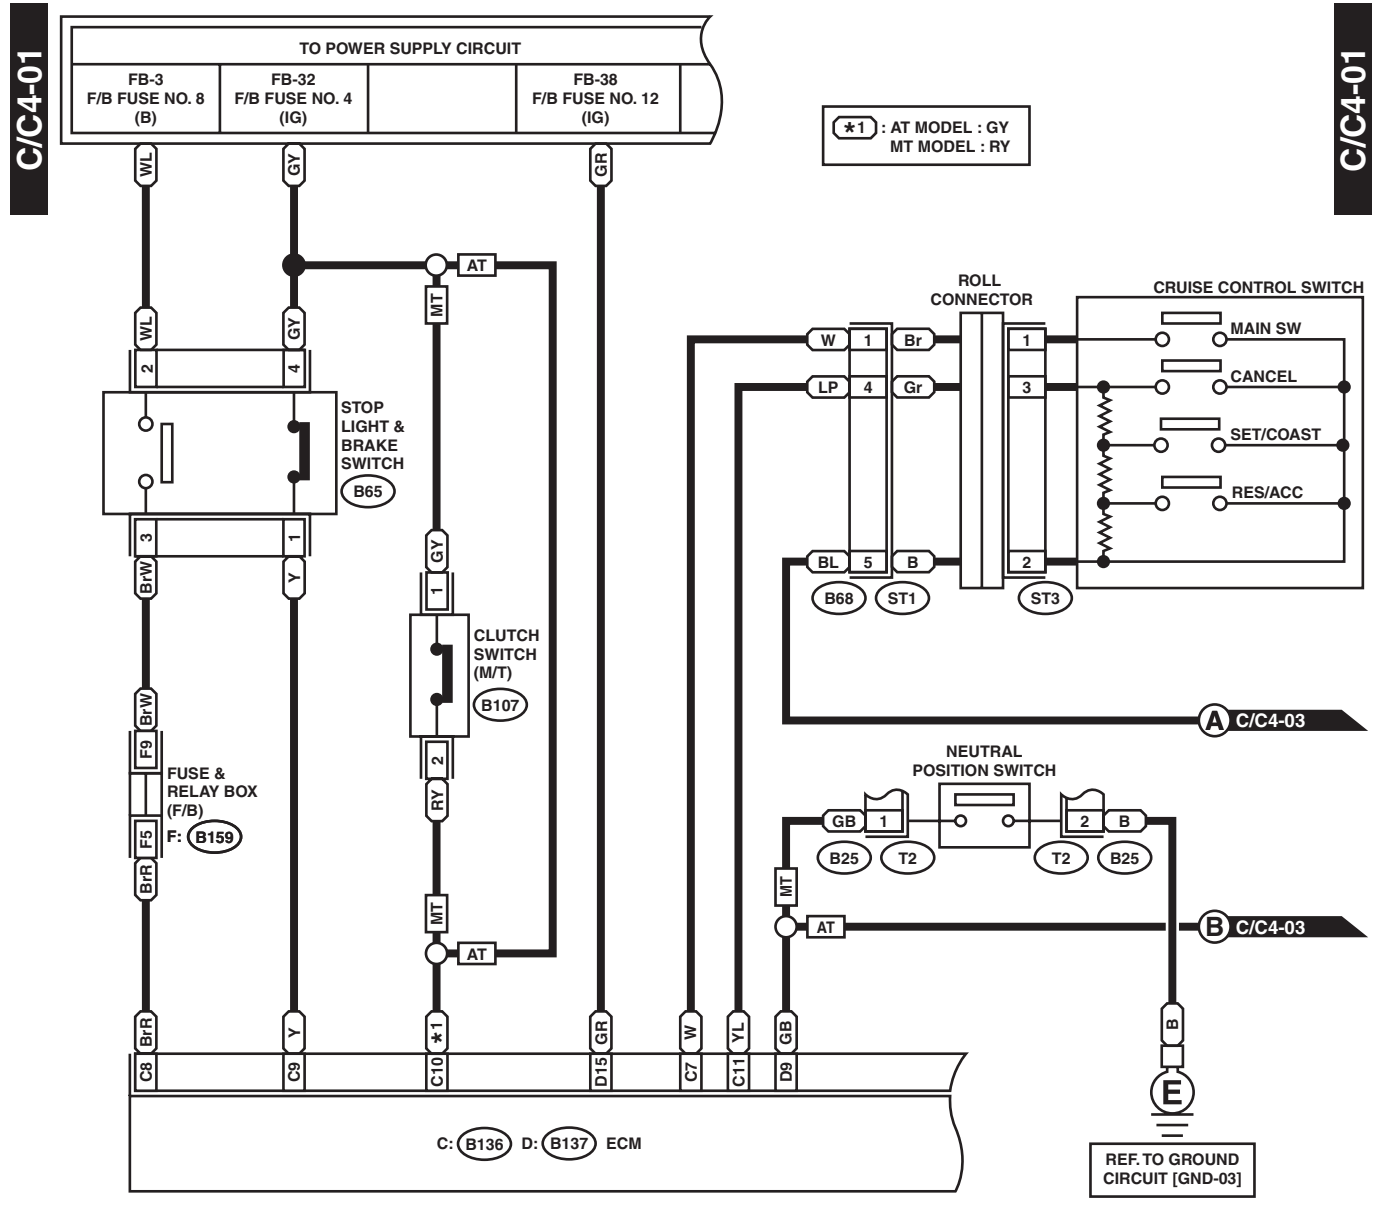 C/C4-01
C/C4-01
TO POWER SUPPLY CIRCUIT
FB-3
F/B FUSE NO. 8
(B)
FB-32
F/B FUSE NO. 4
(IG)
FB-38
F/B FUSE NO. 12
(IG)
*1 : AT MODEL : GY
MT MODEL : RY
WL
GY
GR
AT
MT
WL
GY
2
4
STOP
LIGHT &
BRAKE
SWITCH
B65
3
1
BrW
Y
GY
1
CLUTCH
SWITCH
(M/T)
B107
2
RY
BrW
F9
FUSE &
RELAY BOX
(F/B)
F5
F: B159
BrR
MT
AT
ROLL
CONNECTOR
CRUISE CONTROL SWITCH
W
1
Br
1
MAIN SW
LP
4
Gr
3
CANCEL
SET/COAST
RES/ACC
BL
5
B
2
B68
ST1
ST3
A C/C4-03
NEUTRAL
POSITION SWITCH
GB
1
2
B
B25
T2
T2
B25
MT
AT
B C/C4-03
BrR
Y
*1
GR
W
YL
GB
B
C8
C9
C10
D15
C7
C11
D9
E
C: B136 D: B137 ECM
REF. TO GROUND
CIRCUIT [GND-03]